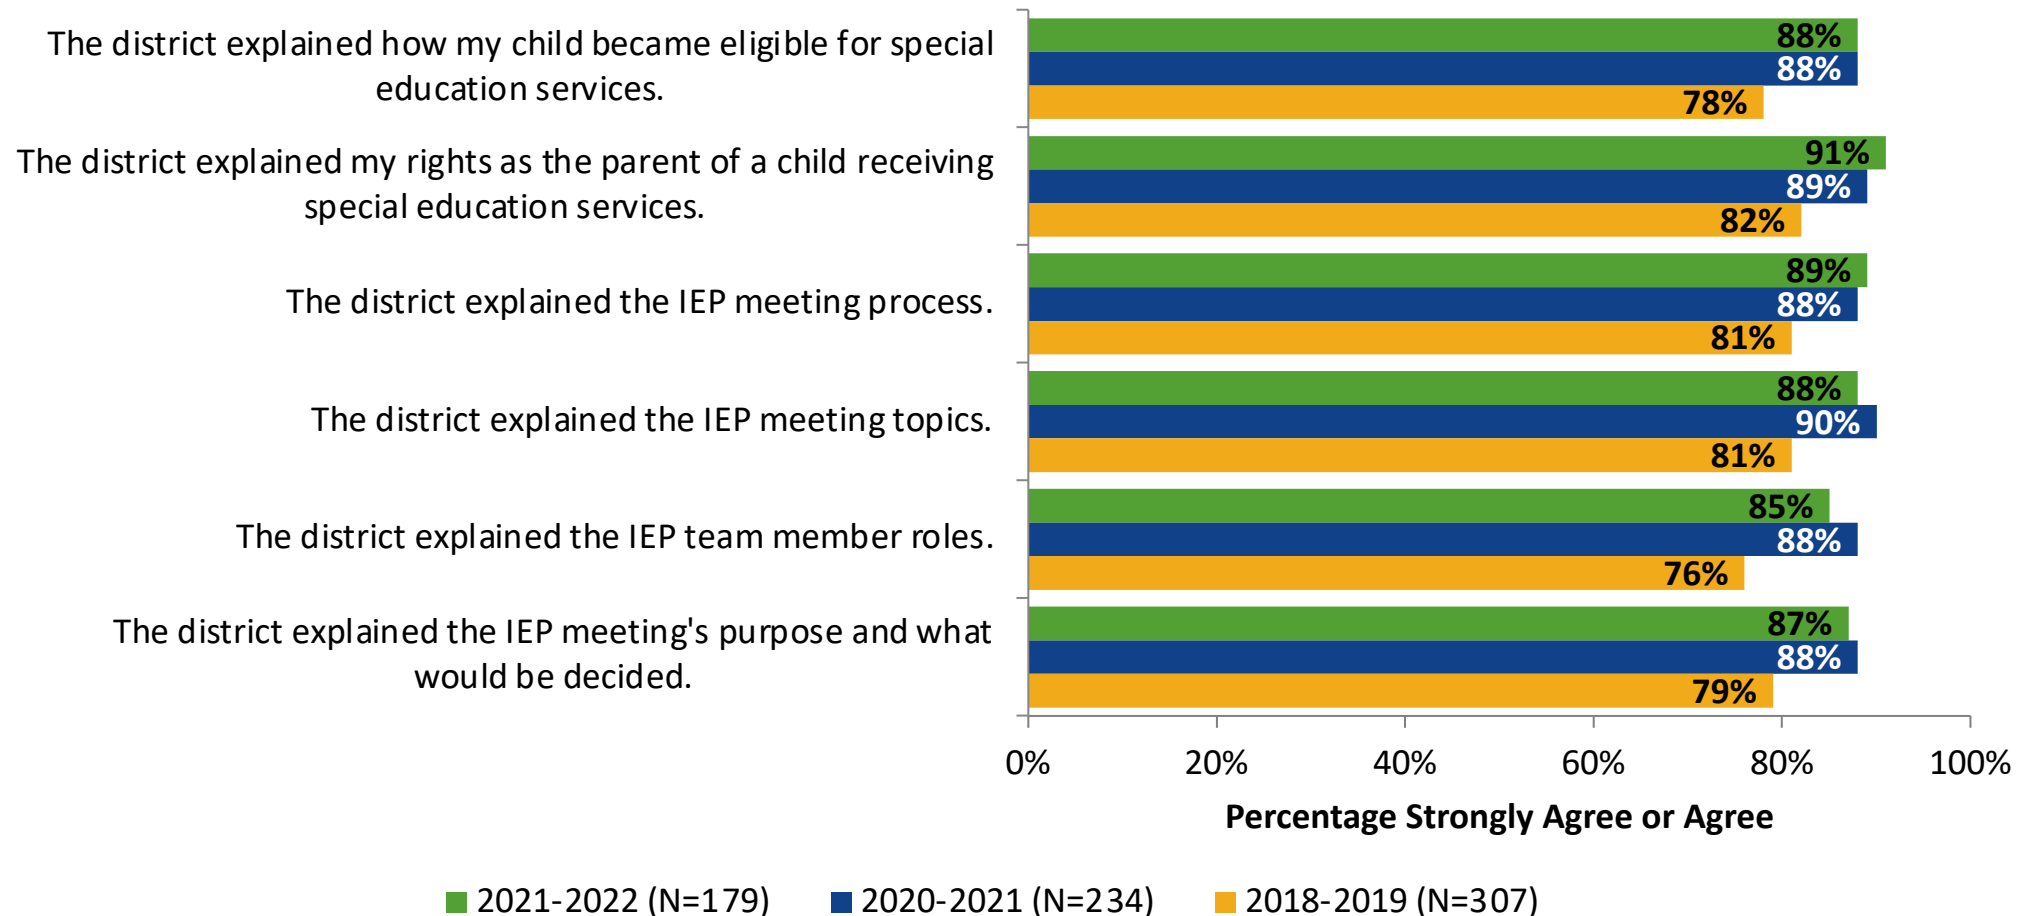 The district explained how my child became eligible for special
education services.
88%
88%
78%
The district explained my rights as the parent of a child receiving
special education services.
91%
89%
82%
The district explained the IEP meeting process.
89%
88%
81%
The district explained the IEP meeting topics.
88%
90%
81%
The district explained the IEP team member roles.
85%
88%
76%
The district explained the IEP meeting's purpose and what
would be decided.
87%
88%
79%
0% 20% 40% 60% 80% 100%
Percentage Strongly Agree or Agree
2021-2022 (N=179) 2020-2021 (N=234) 2018-2019 (N=307)